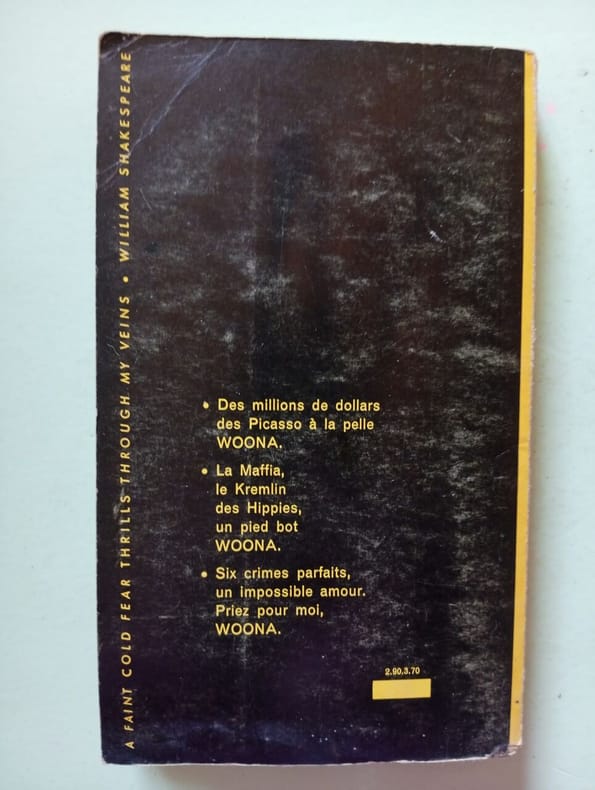 A FAINT COLD FEAR THRILLS THROUGH MY VEINS • WILLIAM SHAKESPEARE
• Des millions de dollars
des Picasso à la pelle
WOONA.
• La Maffia,
le Kremlin
des Hippies,
un pied bot
WOONA.
• Six crimes parfaits,
un impossible amour.
Priez pour moi,
WOONA.
2.90.3.70